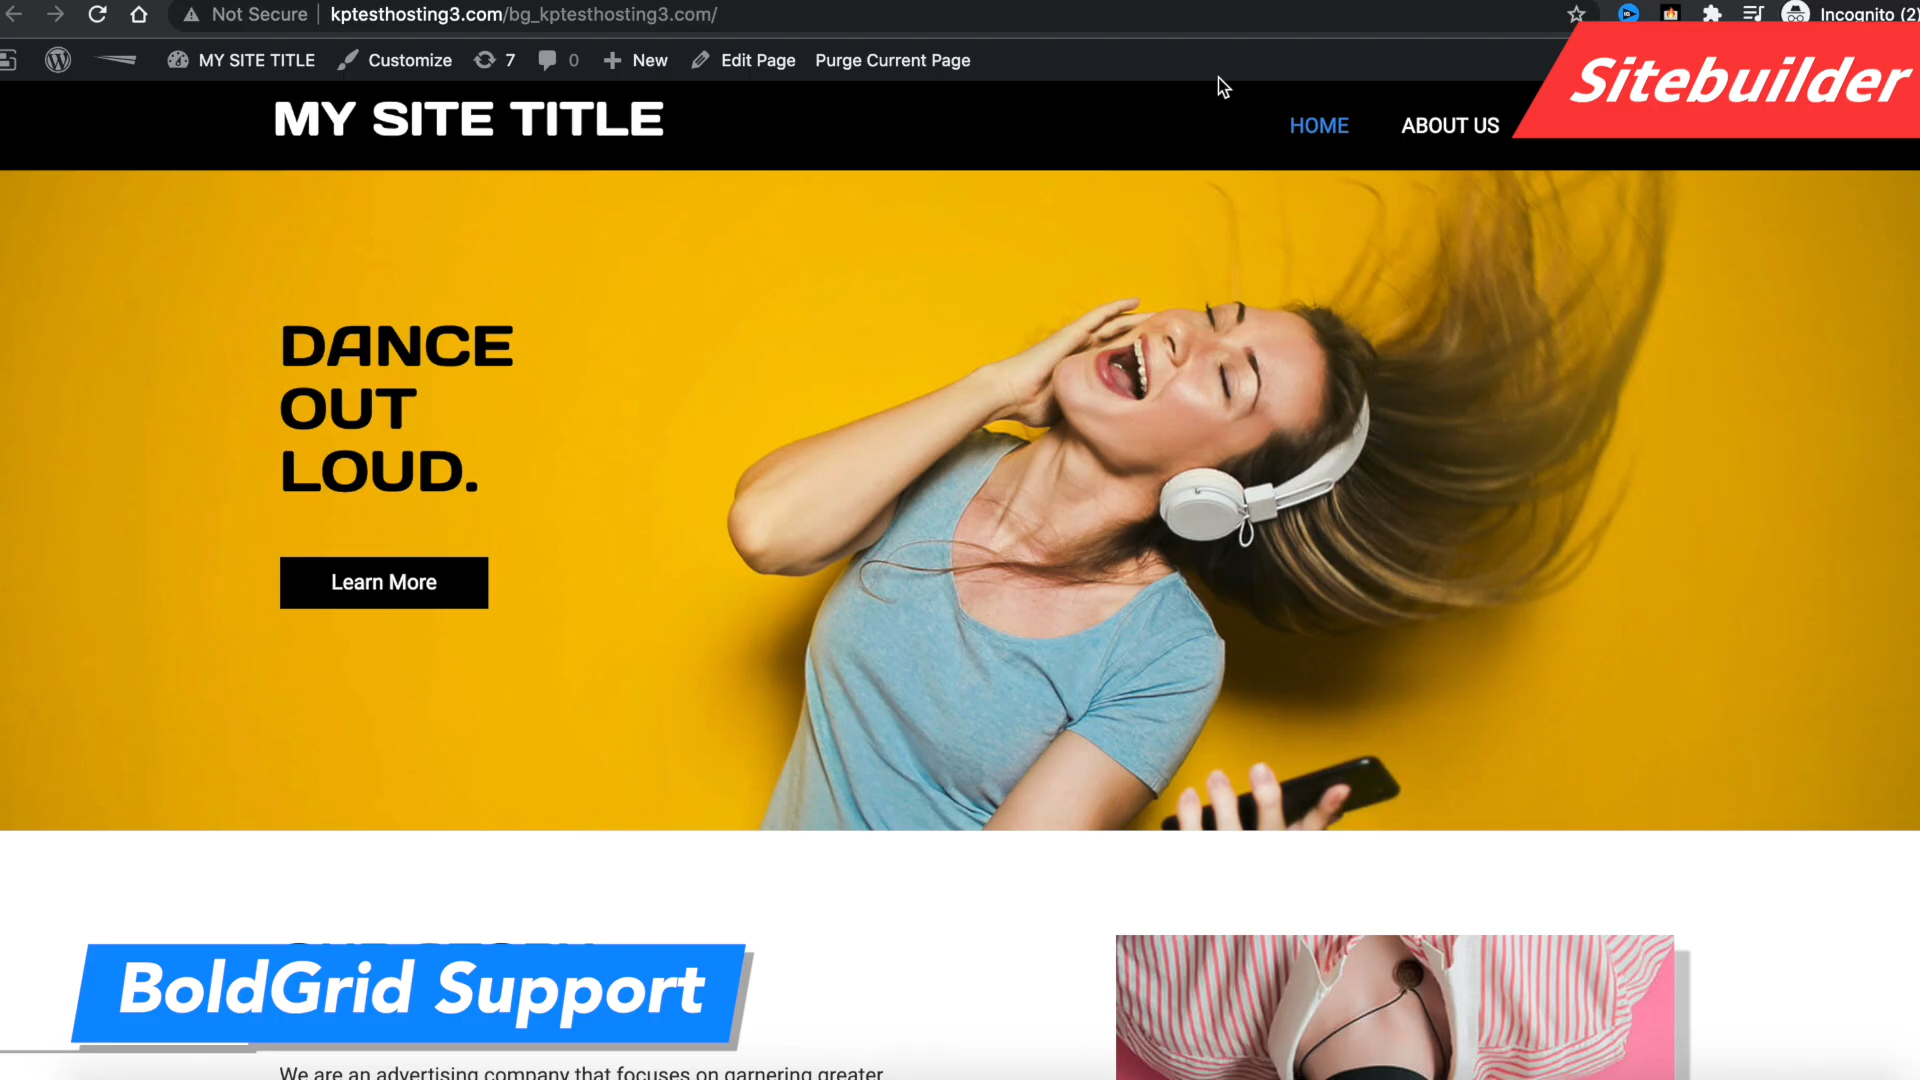 Not Secure | kptesthosting3.com/bg_kptesthosting3.com/
Incognito (2)
MY SITE TITLE Customize 7 0 New Edit Page Purge Current Page
Sitebuilder
MY SITE TITLE
HOME ABOUT US
DANCE
OUT
LOUD.
Learn More
BoldGrid Support
We are an advertising company that focuses on garnering greater